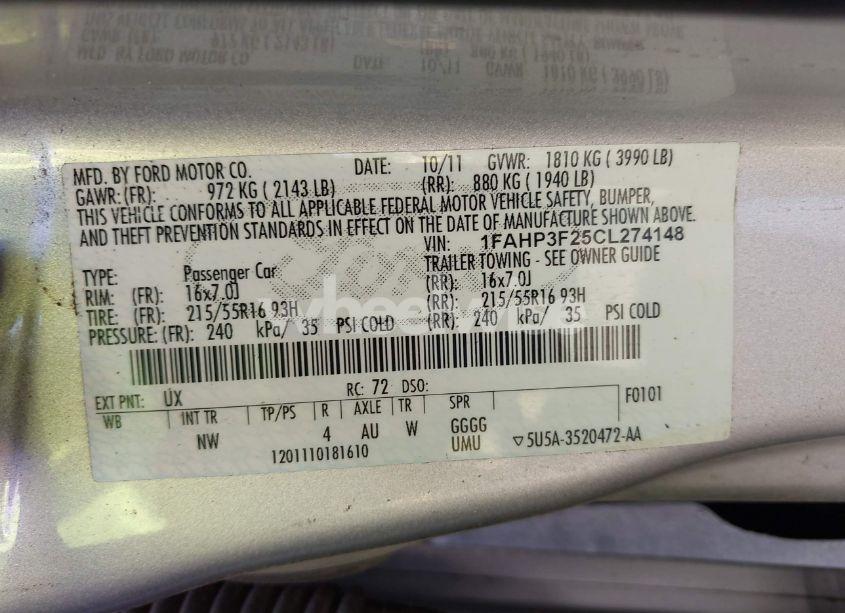 MFD. BY FORD MOTOR CO. DATE: 10/11 GVWR: 1810 KG ( 3990 LB)
GAWR: (FR): 972 KG ( 2143 LB) (RR): 880 KG ( 1940 LB)
THIS VEHICLE CONFORMS TO ALL APPLICABLE FEDERAL MOTOR VEHICLE SAFETY, BUMPER,
AND THEFT PREVENTION STANDARDS IN EFFECT ON THE DATE OF MANUFACTURE SHOWN ABOVE.
VIN: 1FAHP3F25CL274148
TYPE: Passenger Car TRAILER TOWING - SEE OWNER GUIDE
RIM: (FR): 16x7.0J (RR): 16x7.0J
TIRE: (FR): 215/55R16 93H (RR): 215/55R16 93H
PRESSURE: (FR): 240 kPa/ 35 PSI COLD (RR): 240 kPa/ 35 PSI COLD
EXT PNT: UX RC: 72 DSO: F0101
WB INT TR TP/PS R AXLE TR SPR
NW 4 AU W GGGG
1201110181610 UMU ▽5U5A-3520472-AA